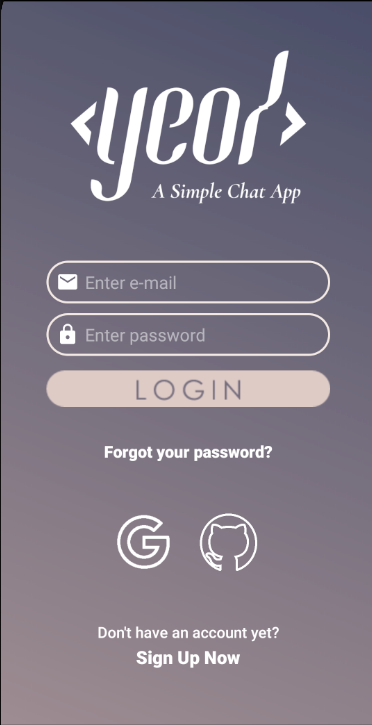 <yeo/>
A Simple Chat App
Enter e-mail
Enter password
LOGIN
Forgot your password?
G
Don't have an account yet?
Sign Up Now